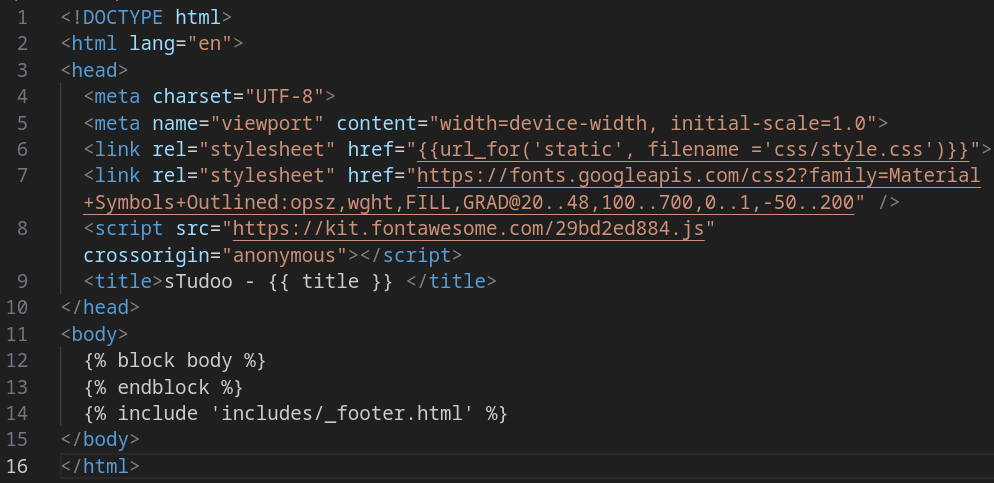 1 <!DOCTYPE html>
2 <html lang="en">
3 <head>
4 <meta charset="UTF-8">
5 <meta name="viewport" content="width=device-width, initial-scale=1.0">
6 <link rel="stylesheet" href="{{url_for('static', filename ='css/style.css')}}">
7 <link rel="stylesheet" href="https://fonts.googleapis.com/css2?family=Material
+Symbols+Outlined:opsz,wght,FILL,GRAD@20..48,100..700,0..1,-50..200" />
8 <script src="https://kit.fontawesome.com/29bd2ed884.js"
crossorigin="anonymous"></script>
9 <title>sTudoo - {{ title }} </title>
10 </head>
11 <body>
12 {% block body %}
13 {% endblock %}
14 {% include 'includes/_footer.html' %}
15 </body>
16 </html>